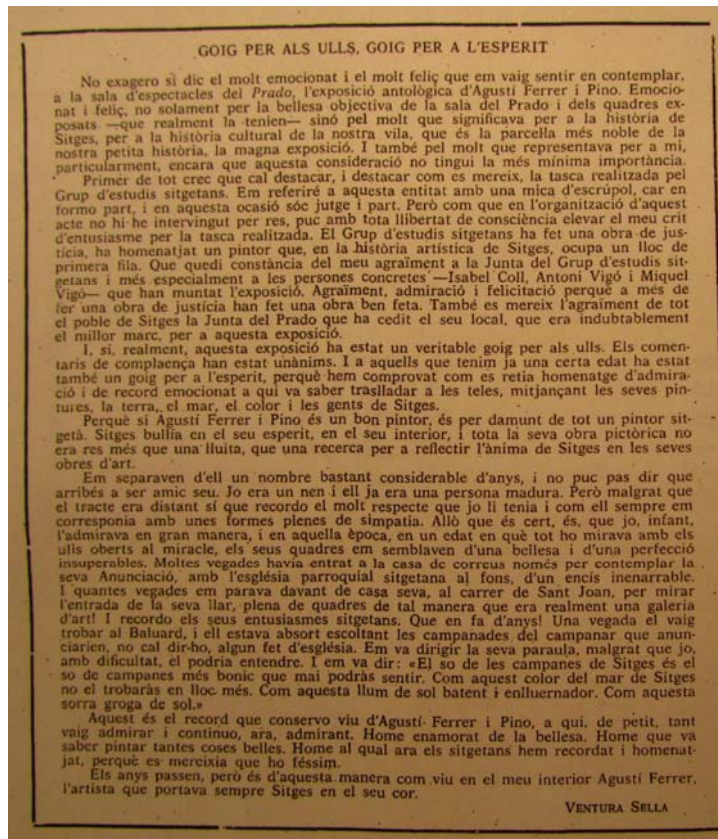 GOIG PER ALS ULLS, GOIG PER A L'ESPERIT
No exagero si dic el molt emocionat i el molt feliç que em vaig sentir en contemplar,
a la sala d'espectacles del Prado, l'exposició antològica d'Agustí Ferrer i Pino. Emocio-
nat i feliç, no solament per la bellesa objectiva de la sala del Prado i dels quadres ex-
posats —que realment la tenien— sinó pel molt que significava per a la història de
Sitges, per a la història cultural de la nostra vila, que és la parcel·la més noble de la
nostra petita història, la magna exposició. I també pel molt que representava per a mi,
particularment, encara que aquesta consideració no tingui la més mínima importància.
Primer de tot crec que cal destacar, i destacar com es mereix, la tasca realitzada pel
Grup d'estudis sitgetans. Em referiré a aquesta entitat amb una mica d'escrúpol, car en
formo part, i en aquesta ocasió sóc jutge i part. Però com que en l'organització d'aquest
acte no hi he intervingut per res, puc amb tota llibertat de consciència elevar el meu crit
d'entusiasme per la tasca realitzada. El Grup d'estudis sitgetans ha fet una obra de jus-
tícia, ha homenatjat un pintor que, en la història artística de Sitges, ocupa un lloc de
primera fila. Que quedi constància del meu agraïment a la Junta del Grup d'estudis sit-
getans i més especialment a les persones concretes —Isabel Coll, Antoni Vigó i Miquel
Vigó— que han muntat l'exposició. Agraïment, admiració i felicitació perquè a més de
fer una obra de justícia han fet una obra ben feta. També es mereix l'agraïment de tot
el poble de Sitges la Junta del Prado que ha cedit el seu local, que era indubtablement
el millor marc, per a aquesta exposició.
I, si, realment, aquesta exposició ha estat un veritable goig per als ulls. Els comen-
taris de complaença han estat unànims. I a aquells que tenim ja una certa edat ha estat
també un goig per a l'esperit, perquè hem comprovat com es retia homenatge d'admira-
ció i de record emocionat a qui va saber traslladar a les teles, mitjançant les seves pin-
tures, la terra, el mar, el color i les gents de Sitges.
Perquè si Agustí Ferrer i Pino és un bon pintor, és per damunt de tot un pintor sit-
getà. Sitges bullia en el seu esperit, en el seu interior, i tota la seva obra pictòrica no
era res més que una lluita, que una recerca per a reflectir l'ànima de Sitges en les seves
obres d'art.
Em separaven d'ell un nombre bastant considerable d'anys, i no puc pas dir que
arribés a ser amic seu. Jo era un nen i ell ja era una persona madura. Però malgrat que
el tracte era distant sí que recordo el molt respecte que jo li tenia i com ell sempre em
corresponia amb unes formes plenes de simpatia. Allò que és cert, és, que jo, infant,
l'admirava en gran manera, i en aquella època, en un edat en què tot ho mirava amb els
ulls oberts al miracle, els seus quadres em semblaven d'una bellesa i d'una perfecció
insuperables. Moltes vegades havia entrat a la casa de correus només per contemplar la
seva Anunciació, amb l'església parroquial sitgetana al fons, d'un encís inenarrable.
I quantes vegades em parava davant de casa seva, al carrer de Sant Joan, per mirar
l'entrada de la seva llar, plena de quadres de tal manera que era realment una galeria
d'art! I recordo els seus entusiasmes sitgetans. Que en fa d'anys! Una vegada el vaig
trobar al Baluard, i ell estava absort escoltant les campanades del campanar que anun-
ciarien, no cal dir-ho, algun fet d'església. Em va dirigir la seva paraula, malgrat que jo,
amb dificultat, el podria entendre. I em va dir: «El so de les campanes de Sitges és el
so de campanes més bonic que mai podràs sentir. Com aquest color del mar de Sitges
no el trobaràs en lloc més. Com aquesta llum de sol batent i enlluernador. Com aquesta
sorra groga de sol.»
Aquest és el record que conservo viu d'Agustí Ferrer i Pino, a qui, de petit, tant
vaig admirar i continuo, ara, admirant. Home enamorat de la bellesa. Home que va
saber pintar tantes coses belles. Home al qual ara els sitgetans hem recordat i homenat-
jat, perquè es mereixia que ho féssim.
Els anys passen, però és d'aquesta manera com viu en el meu interior Agustí Ferrer,
l'artista que portava sempre Sitges en el seu cor.
VENTURA SELLA